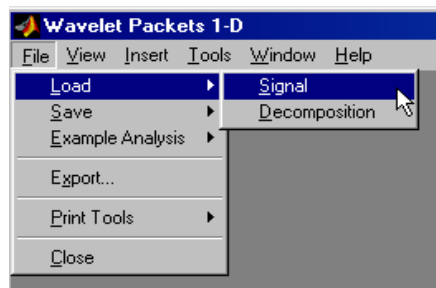 Wavelet Packets 1-D
File View Insert Tools Window Help
Load
Signal
Save
Decomposition
Example Analysis
Export...
Print Tools
Close